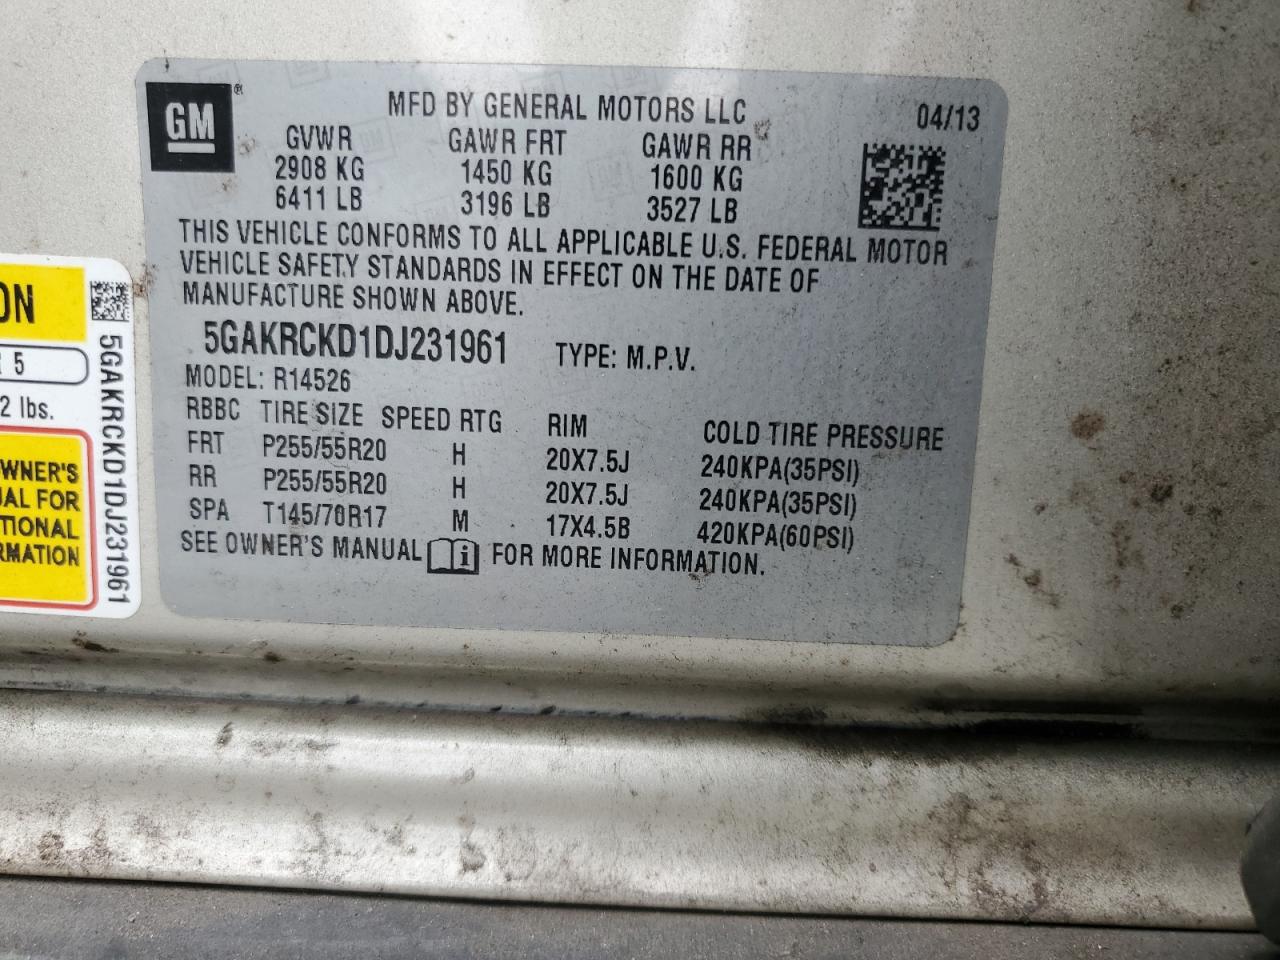 GM
MFD BY GENERAL MOTORS LLC 04/13
GVWR GAWR FRT GAWR RR
2908 KG 1450 KG 1600 KG
6411 LB 3196 LB 3527 LB
THIS VEHICLE CONFORMS TO ALL APPLICABLE U.S. FEDERAL MOTOR
VEHICLE SAFETY STANDARDS IN EFFECT ON THE DATE OF
MANUFACTURE SHOWN ABOVE.
5GAKRCKD1DJ231961 TYPE: M.P.V.
MODEL: R14526
RBBC TIRE SIZE SPEED RTG RIM COLD TIRE PRESSURE
FRT P255/55R20 H 20X7.5J 240KPA(35PSI)
RR P255/55R20 H 20X7.5J 240KPA(35PSI)
SPA T145/70R17 M 17X4.5B 420KPA(60PSI)
SEE OWNER'S MANUAL i FOR MORE INFORMATION.
ON
5
2 lbs.
WNER'S
AL FOR
TIONAL
RMATION
5GAKRCKD1DJ231961